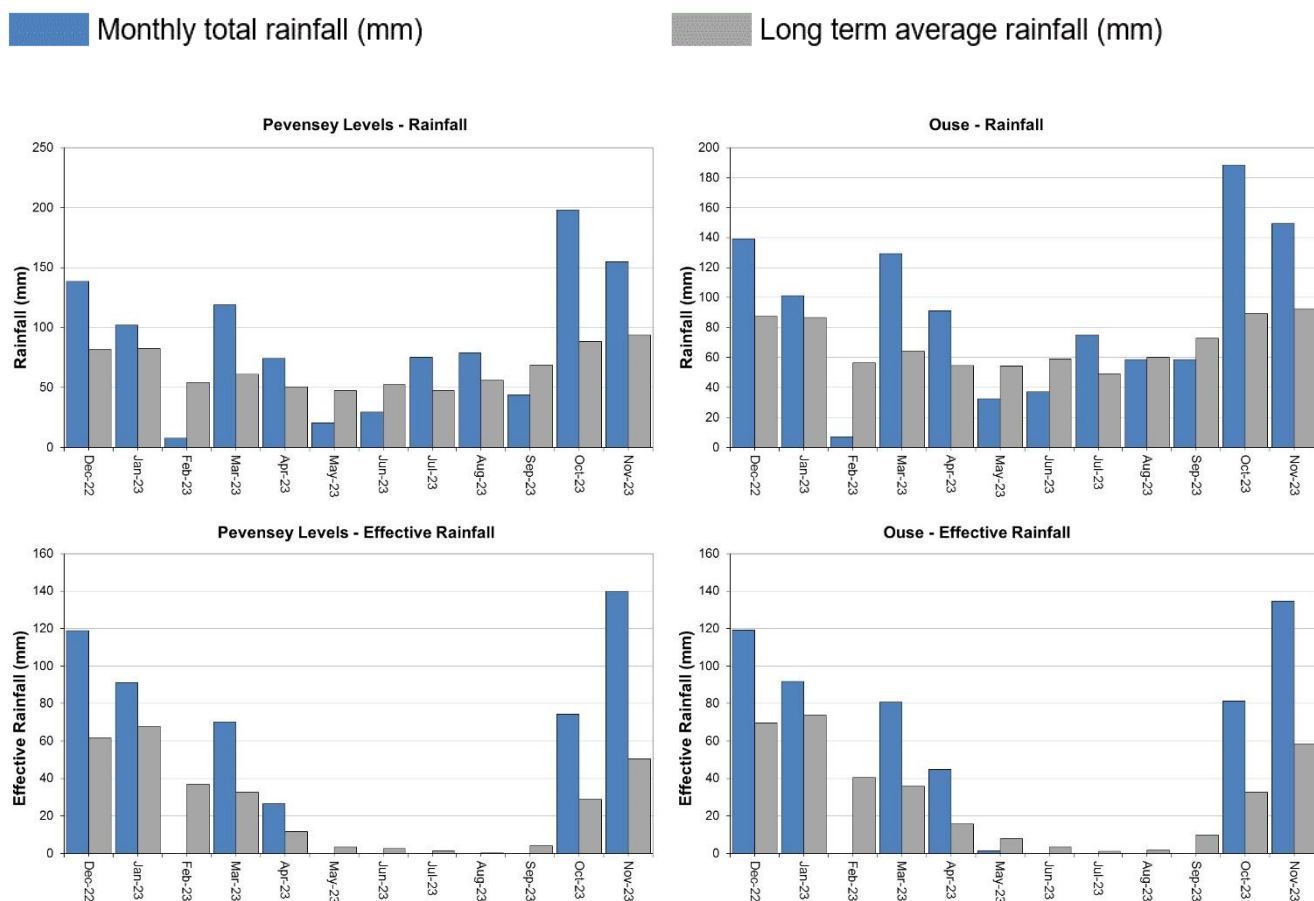 Monthly total rainfall (mm)
Long term average rainfall (mm)
Pevensey Levels - Rainfall
Rainfall (mm)
250
200
150
100
50
0
Dec-22
Jan-23
Feb-23
Mar-23
Apr-23
May-23
Jun-23
Jul-23
Aug-23
Sep-23
Oct-23
Nov-23
Ouse - Rainfall
Rainfall (mm)
200
180
160
140
120
100
80
60
40
20
0
Dec-22
Jan-23
Feb-23
Mar-23
Apr-23
May-23
Jun-23
Jul-23
Aug-23
Sep-23
Oct-23
Nov-23
Pevensey Levels - Effective Rainfall
Effective Rainfall (mm)
160
140
120
100
80
60
40
20
0
Dec-22
Jan-23
Feb-23
Mar-23
Apr-23
May-23
Jun-23
Jul-23
Aug-23
Sep-23
Oct-23
Nov-23
Ouse - Effective Rainfall
Effective Rainfall (mm)
160
140
120
100
80
60
40
20
0
Dec-22
Jan-23
Feb-23
Mar-23
Apr-23
May-23
Jun-23
Jul-23
Aug-23
Sep-23
Oct-23
Nov-23